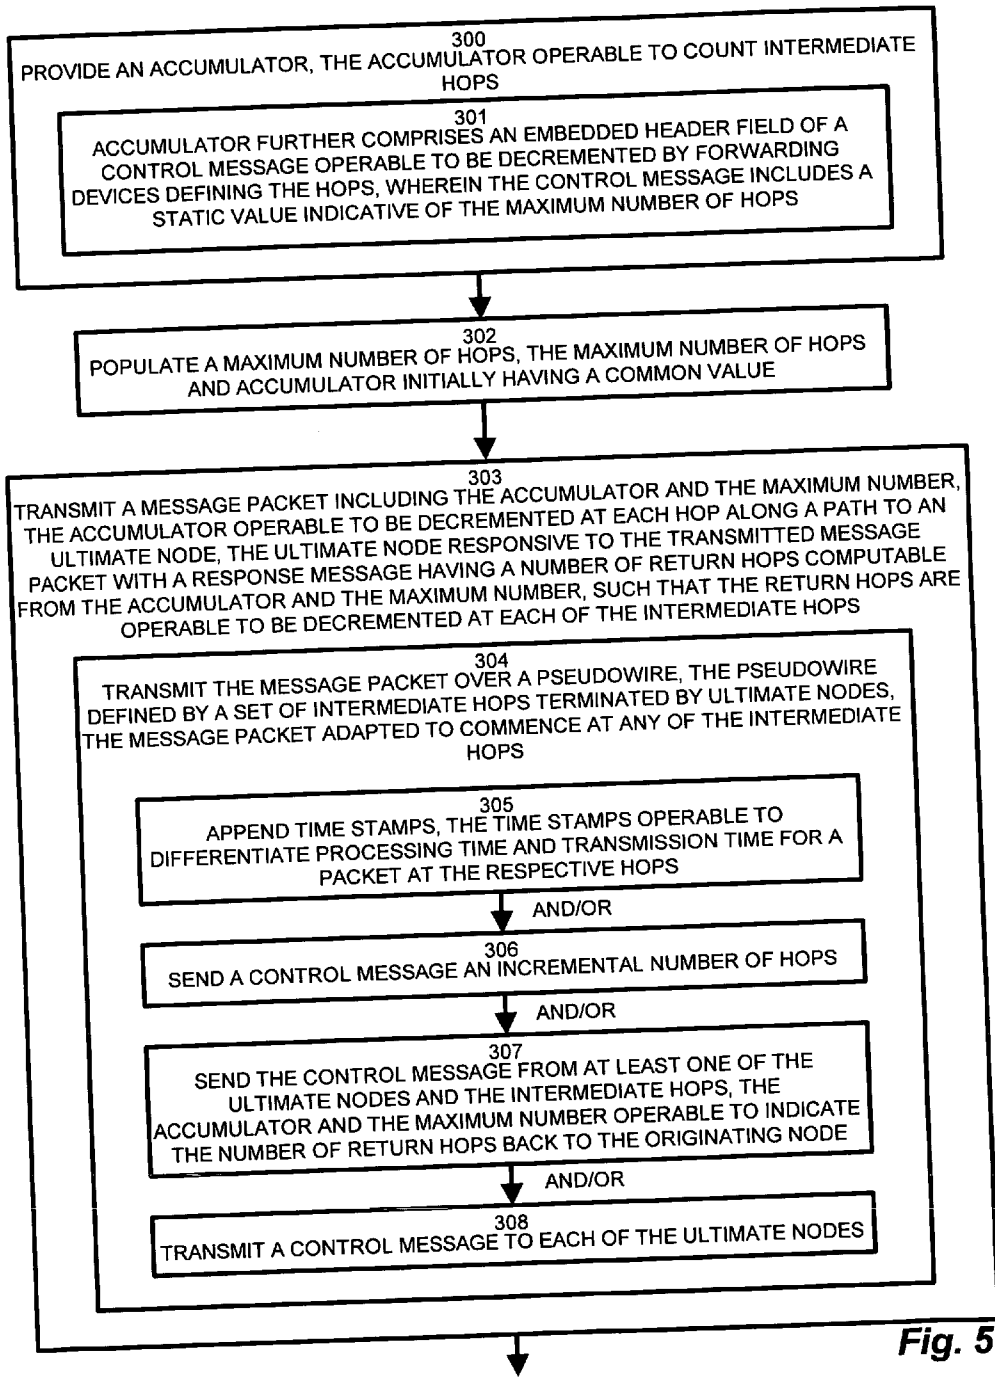 300
PROVIDE AN ACCUMULATOR, THE ACCUMULATOR OPERABLE TO COUNT INTERMEDIATE
HOPS
301
ACCUMULATOR FURTHER COMPRISES AN EMBEDDED HEADER FIELD OF A
CONTROL MESSAGE OPERABLE TO BE DECREMENTED BY FORWARDING
DEVICES DEFINING THE HOPS, WHEREIN THE CONTROL MESSAGE INCLUDES A
STATIC VALUE INDICATIVE OF THE MAXIMUM NUMBER OF HOPS
302
POPULATE A MAXIMUM NUMBER OF HOPS, THE MAXIMUM NUMBER OF HOPS
AND ACCUMULATOR INITIALLY HAVING A COMMON VALUE
303
TRANSMIT A MESSAGE PACKET INCLUDING THE ACCUMULATOR AND THE MAXIMUM NUMBER,
THE ACCUMULATOR OPERABLE TO BE DECREMENTED AT EACH HOP ALONG A PATH TO AN
ULTIMATE NODE, THE ULTIMATE NODE RESPONSIVE TO THE TRANSMITTED MESSAGE
PACKET WITH A RESPONSE MESSAGE HAVING A NUMBER OF RETURN HOPS COMPUTABLE
FROM THE ACCUMULATOR AND THE MAXIMUM NUMBER, SUCH THAT THE RETURN HOPS ARE
OPERABLE TO BE DECREMENTED AT EACH OF THE INTERMEDIATE HOPS
304
TRANSMIT THE MESSAGE PACKET OVER A PSEUDOWIRE, THE PSEUDOWIRE
DEFINED BY A SET OF INTERMEDIATE HOPS TERMINATED BY ULTIMATE NODES,
THE MESSAGE PACKET ADAPTED TO COMMENCE AT ANY OF THE INTERMEDIATE
HOPS
305
APPEND TIME STAMPS, THE TIME STAMPS OPERABLE TO
DIFFERENTIATE PROCESSING TIME AND TRANSMISSION TIME FOR A
PACKET AT THE RESPECTIVE HOPS
AND/OR
306
SEND A CONTROL MESSAGE AN INCREMENTAL NUMBER OF HOPS
AND/OR
307
SEND THE CONTROL MESSAGE FROM AT LEAST ONE OF THE
ULTIMATE NODES AND THE INTERMEDIATE HOPS, THE
ACCUMULATOR AND THE MAXIMUM NUMBER OPERABLE TO INDICATE
THE NUMBER OF RETURN HOPS BACK TO THE ORIGINATING NODE
AND/OR
308
TRANSMIT A CONTROL MESSAGE TO EACH OF THE ULTIMATE NODES
Fig. 5